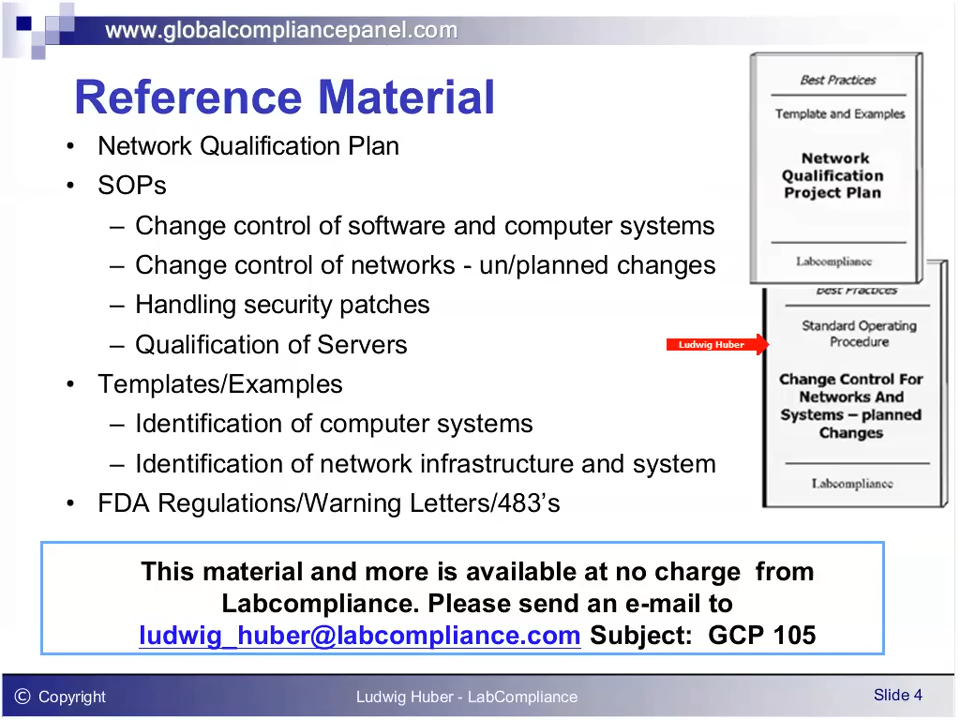 www.globalcompliancepanel.com
Reference Material
• Network Qualification Plan
• SOPs
– Change control of software and computer systems
– Change control of networks - un/planned changes
– Handling security patches
– Qualification of Servers
• Templates/Examples
– Identification of computer systems
– Identification of network infrastructure and system
• FDA Regulations/Warning Letters/483’s
Best Practices
Template and Examples
Network
Qualification
Project Plan
Labcompliance
Best Practices
Standard Operating
Procedure
Ludwig Huber
Change Control For
Networks And
Systems – planned
Changes
Labcompliance
This material and more is available at no charge from
Labcompliance. Please send an e-mail to
ludwig_huber@labcompliance.com Subject: GCP 105
© Copyright
Ludwig Huber - LabCompliance
Slide 4